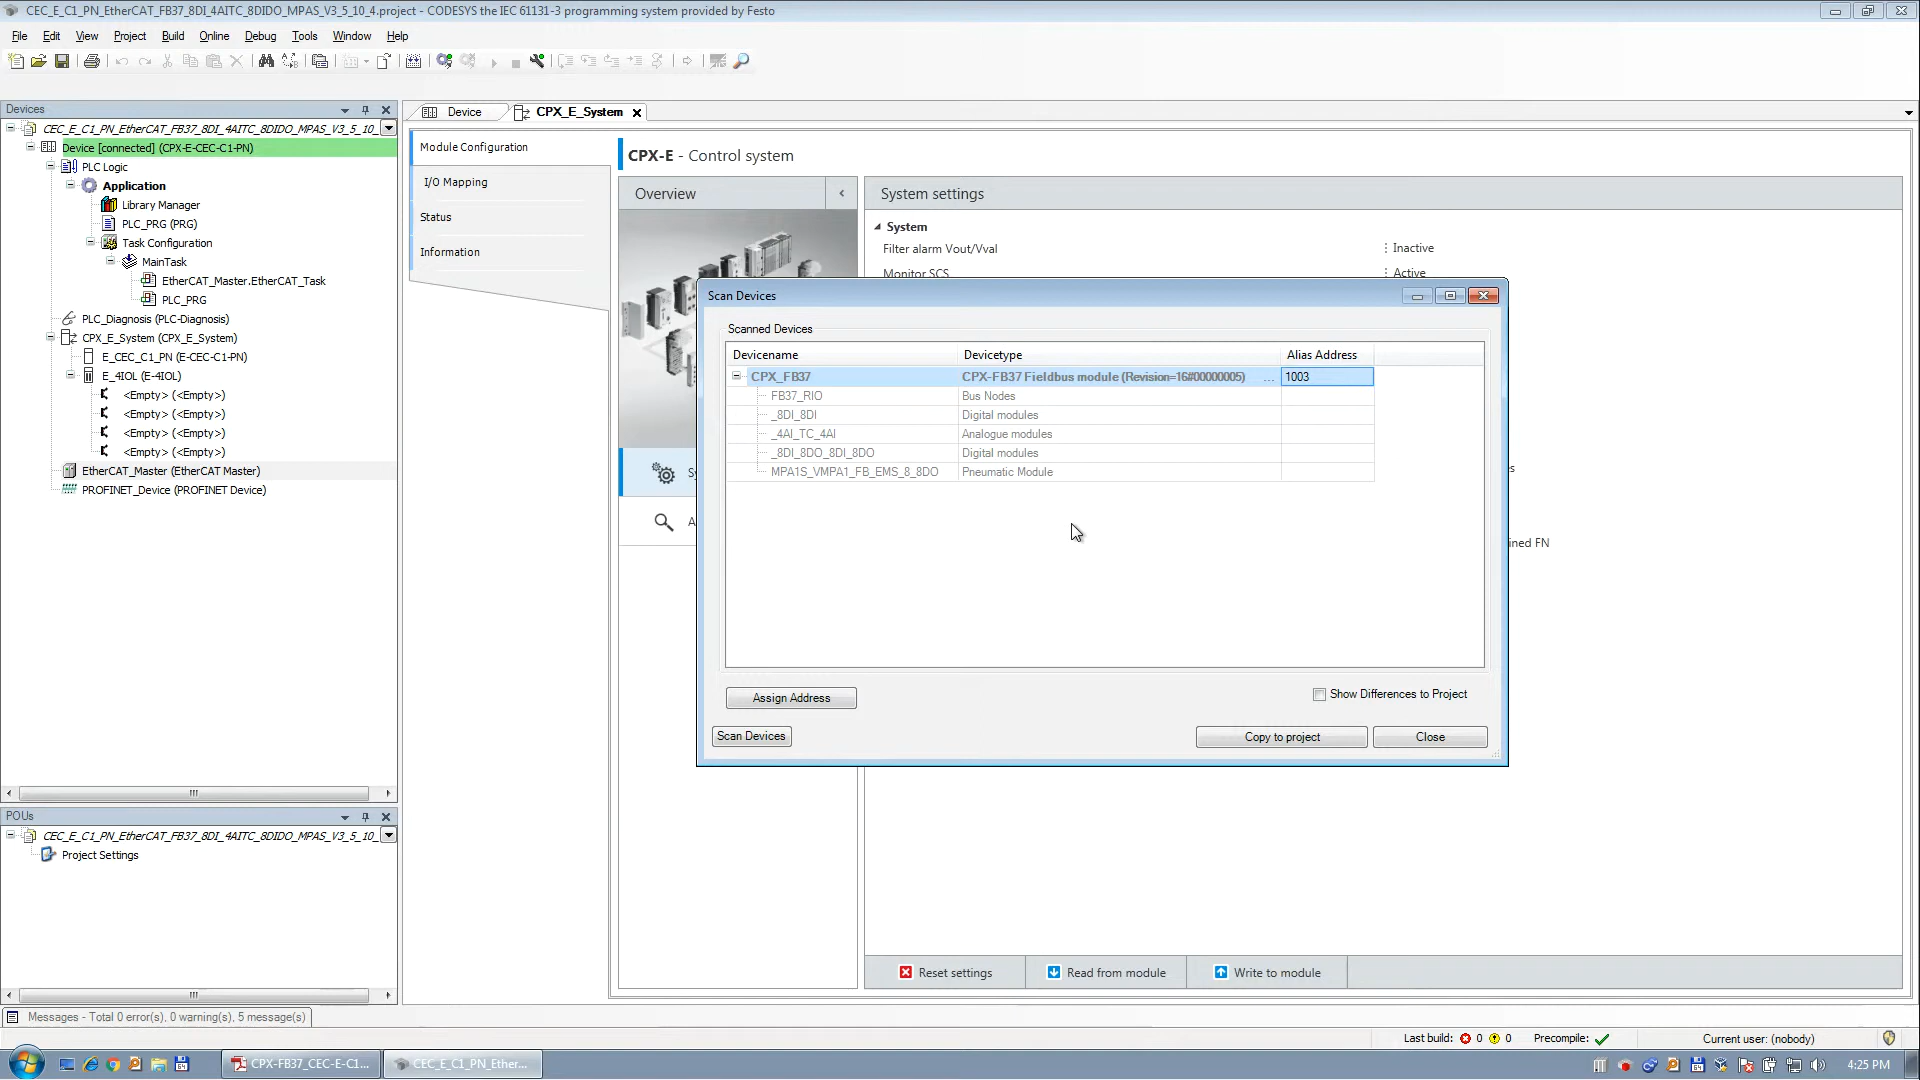 CEC_E_C1_PN_EtherCAT_FB37_8DI_4AITC_8DIDO_MPAS_V3_5_10_4.project - CODESYS the IEC 61131-3 programming system provided by Festo
File Edit View Project Build Online Debug Tools Window Help
Devices
CEC_E_C1_PN_EtherCAT_FB37_8DI_4AITC_8DIDO_MPAS_V3_5_10_
Device [connected] (CPX-E-CEC-C1-PN)
PLC Logic
Application
Library Manager
PLC_PRG (PRG)
Task Configuration
MainTask
EtherCAT_Master.EtherCAT_Task
PLC_PRG
PLC_Diagnosis (PLC-Diagnosis)
CPX_E_System (CPX_E_System)
E_CEC_C1_PN (E-CEC-C1-PN)
E_4IOL (E-4IOL)
<Empty> (<Empty>)
<Empty> (<Empty>)
<Empty> (<Empty>)
<Empty> (<Empty>)
EtherCAT_Master (EtherCAT Master)
PROFINET_Device (PROFINET Device)
POUs
CEC_E_C1_PN_EtherCAT_FB37_8DI_4AITC_8DIDO_MPAS_V3_5_10_
Project Settings
Device CPX_E_System
Module Configuration
I/O Mapping
Status
Information
CPX-E - Control system
Overview
System settings
System
Filter alarm Vout/Vval Inactive
Monitor SCS Active
Scan Devices
Scanned Devices
Devicename Devicetype Alias Address
CPX_FB37 CPX-FB37 Fieldbus module (Revision=16#00000005) ... 1003
FB37_RIO Bus Nodes
_8DI_8DI Digital modules
_4AI_TC_4AI Analogue modules
_8DI_8DO_8DI_8DO Digital modules
MPA1S_VMPA1_FB_EMS_8_8DO Pneumatic Module
Assign Address
Show Differences to Project
Scan Devices Copy to project Close
ined FN
Reset settings Read from module Write to module
Messages - Total 0 error(s), 0 warning(s), 5 message(s)
Last build: 0 0 Precompile: Current user: (nobody)
CPX-FB37_CEC-E-C1... CEC_E_C1_PN_Ether... 4:25 PM